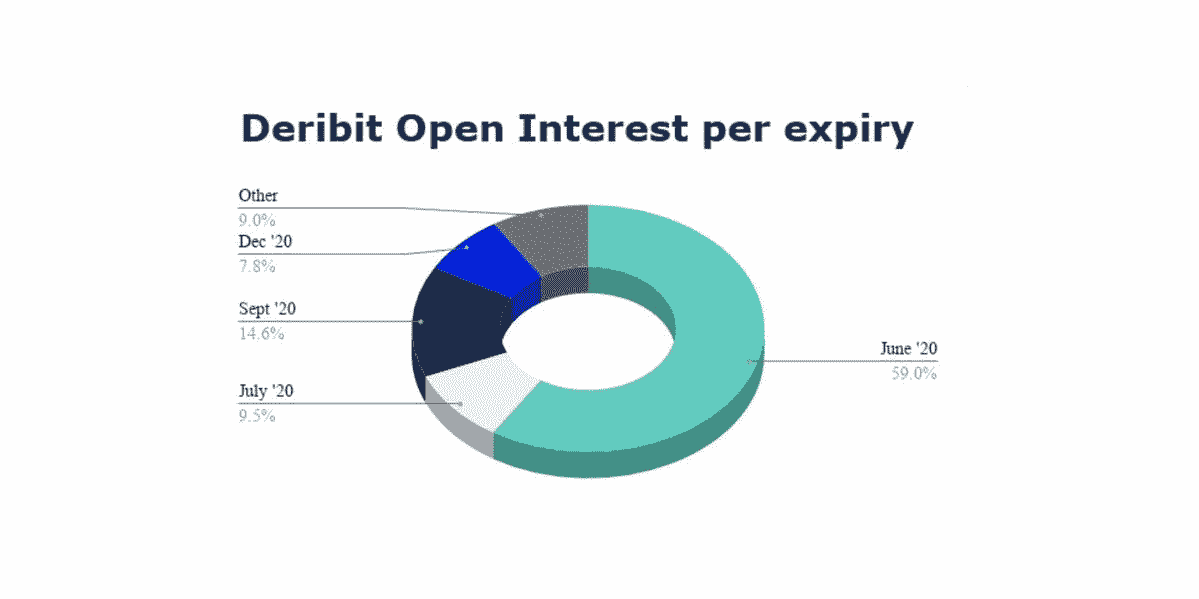 Deribit Open Interest per expiry
Other
9.0%
Dec '20
7.8%
Sept '20
14.6%
July '20
9.5%
June '20
59.0%